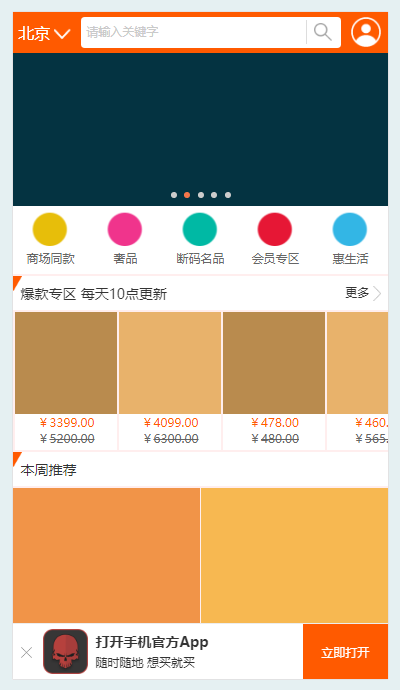 北京 请输入关键字
商场同款 奢品 断码名品 会员专区 惠生活
爆款专区 每天10点更新 更多
¥3399.00 ¥4099.00 ¥478.00 ¥460.
¥5200.00 ¥6300.00 ¥480.00 ¥565.
本周推荐
打开手机官方App
随时随地 想买就买
立即打开